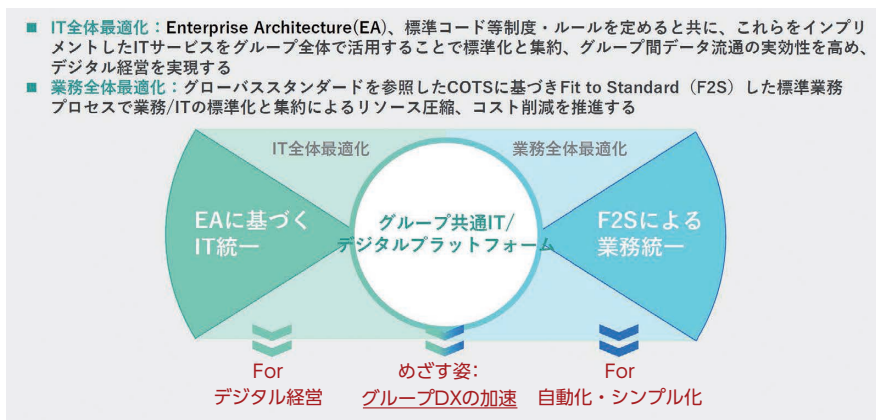 ■ IT全体最適化：Enterprise Architecture(EA)、標準コード等制度・ルールを定めると共に、これらをインプリ
メントしたITサービスをグループ全体で活用することで標準化と集約、グループ間データ流通の実効性を高め、
デジタル経営を実現する
■ 業務全体最適化：グローバススタンダードを参照したCOTSに基づきFit to Standard（F2S）した標準業務
プロセスで業務/ITの標準化と集約によるリソース圧縮、コスト削減を推進する
IT全体最適化
業務全体最適化
EAに基づく
IT統一
グループ共通IT/
デジタルプラットフォーム
F2Sによる
業務統一
For
デジタル経営
めざす姿：
グループDXの加速
For
自動化・シンプル化